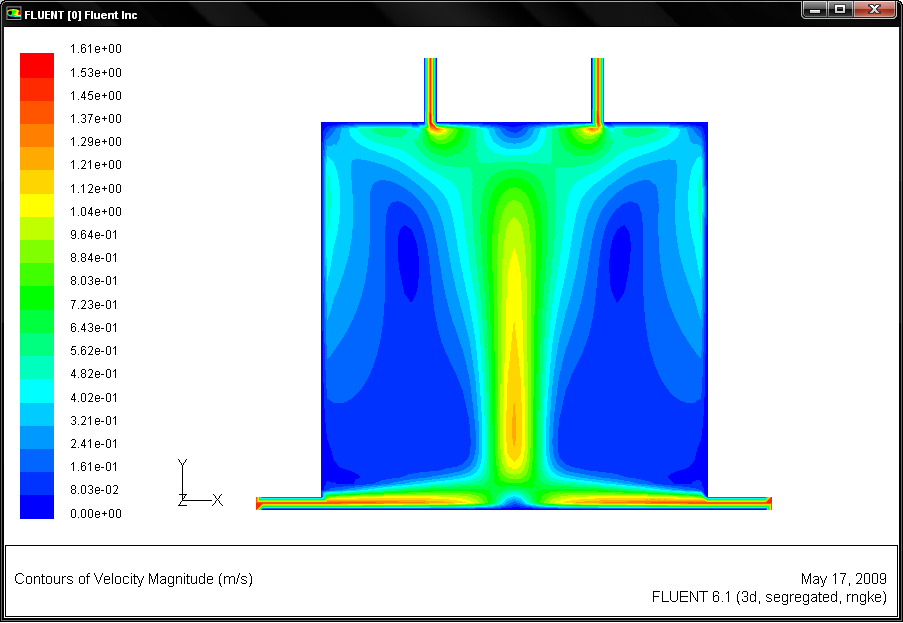 FLUENT [0] Fluent Inc
1.61e+00
1.53e+00
1.45e+00
1.37e+00
1.29e+00
1.21e+00
1.12e+00
1.04e+00
9.64e-01
8.84e-01
8.03e-01
7.23e-01
6.43e-01
5.62e-01
4.82e-01
4.02e-01
3.21e-01
2.41e-01
1.61e-01
8.03e-02
0.00e+00
Y
Z
X
Contours of Velocity Magnitude (m/s)
May 17, 2009
FLUENT 6.1 (3d, segregated, rngke)